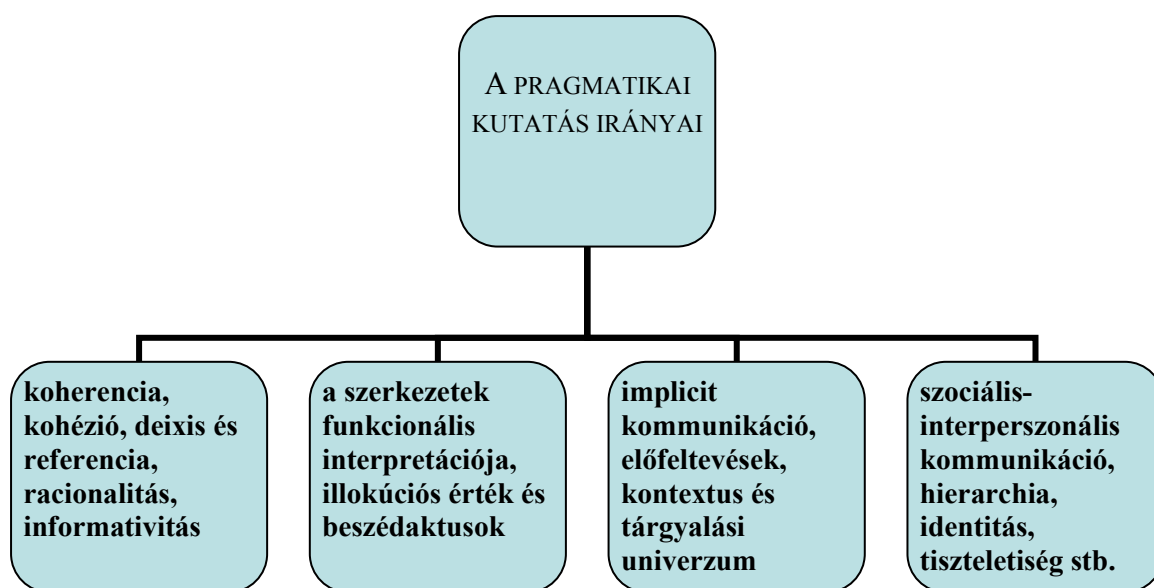 A PRAGMATIKAI
KUTATÁS IRÁNYAI
koherencia,
kohézió, deixis és
referencia,
racionalitás,
informativitás
a szerkezetek
funkcionális
interpretációja,
illokúciós érték és
beszédaktusok
implicit
kommunikáció,
előfeltevések,
kontextus és
tárgyalási
univerzum
szociális-
interperszonális
kommunikáció,
hierarchia,
identitás,
tiszteletiség stb.